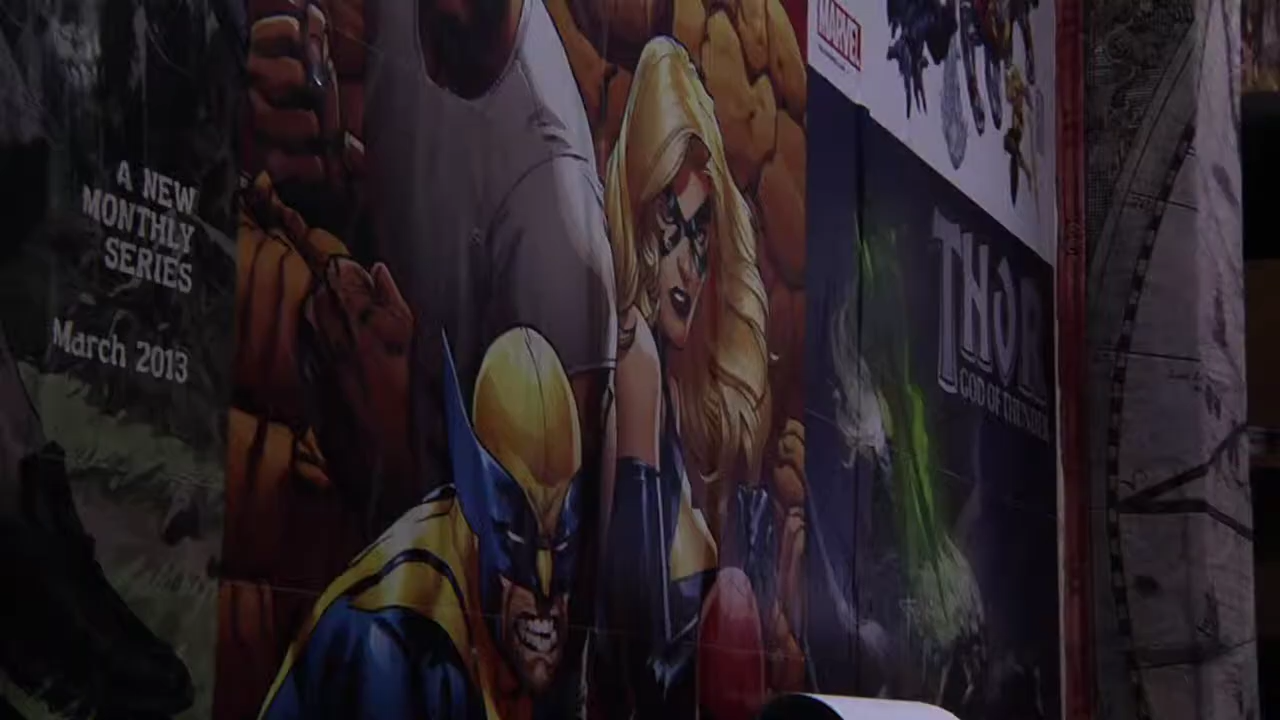 A NEW
MONTHLY
SERIES
March 2013
MARVEL
THOR
GOD OF THUNDER